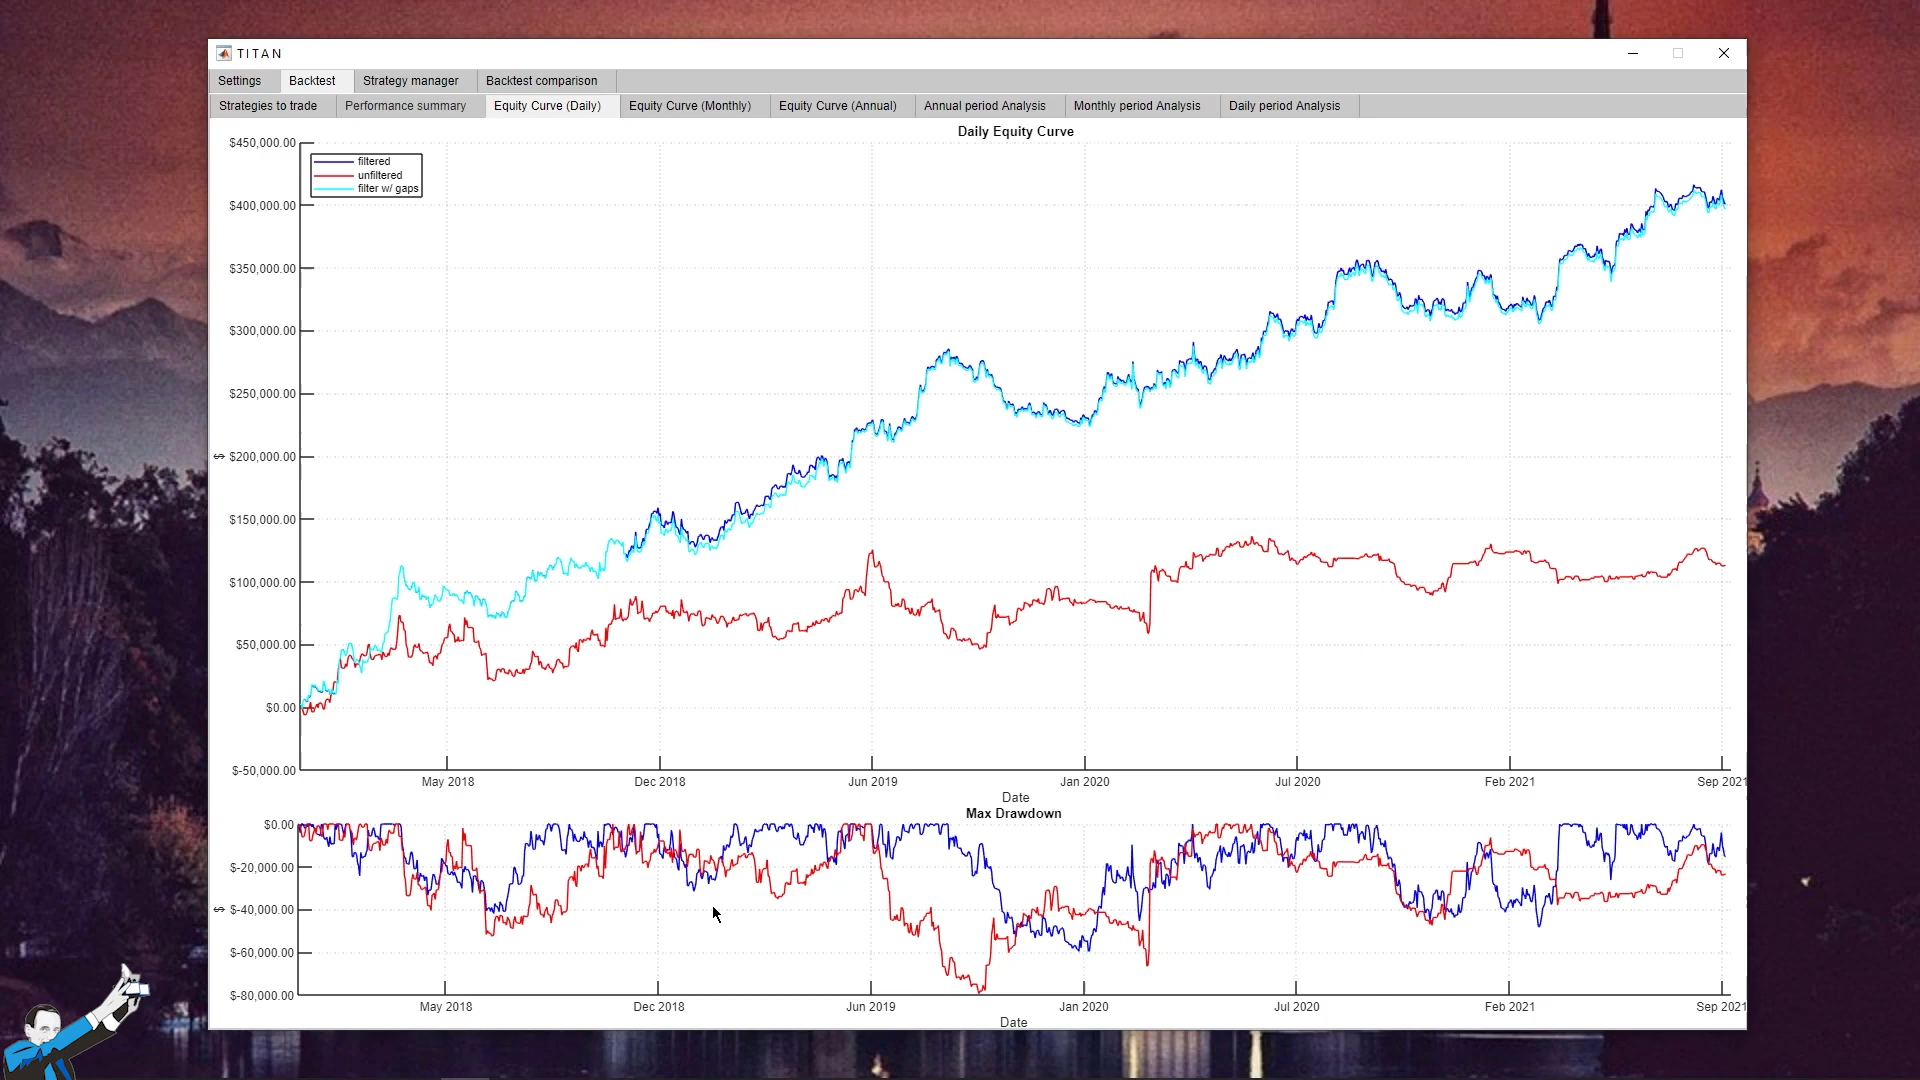 TITAN
Settings Backtest Strategy manager Backtest comparison
Strategies to trade Performance summary Equity Curve (Daily) Equity Curve (Monthly) Equity Curve (Annual) Annual period Analysis Monthly period Analysis Daily period Analysis
Daily Equity Curve
$450,000.00
filtered
unfiltered
filter w/ gaps
$400,000.00
$350,000.00
$300,000.00
$250,000.00
$ $200,000.00
$150,000.00
$100,000.00
$50,000.00
$0.00
$-50,000.00
May 2018 Dec 2018 Jun 2019 Jan 2020 Jul 2020 Feb 2021 Sep 2021
Date
Max Drawdown
$0.00
$-20,000.00
$ $-40,000.00
$-60,000.00
$-80,000.00
May 2018 Dec 2018 Jun 2019 Jan 2020 Jul 2020 Feb 2021 Sep 2021
Date